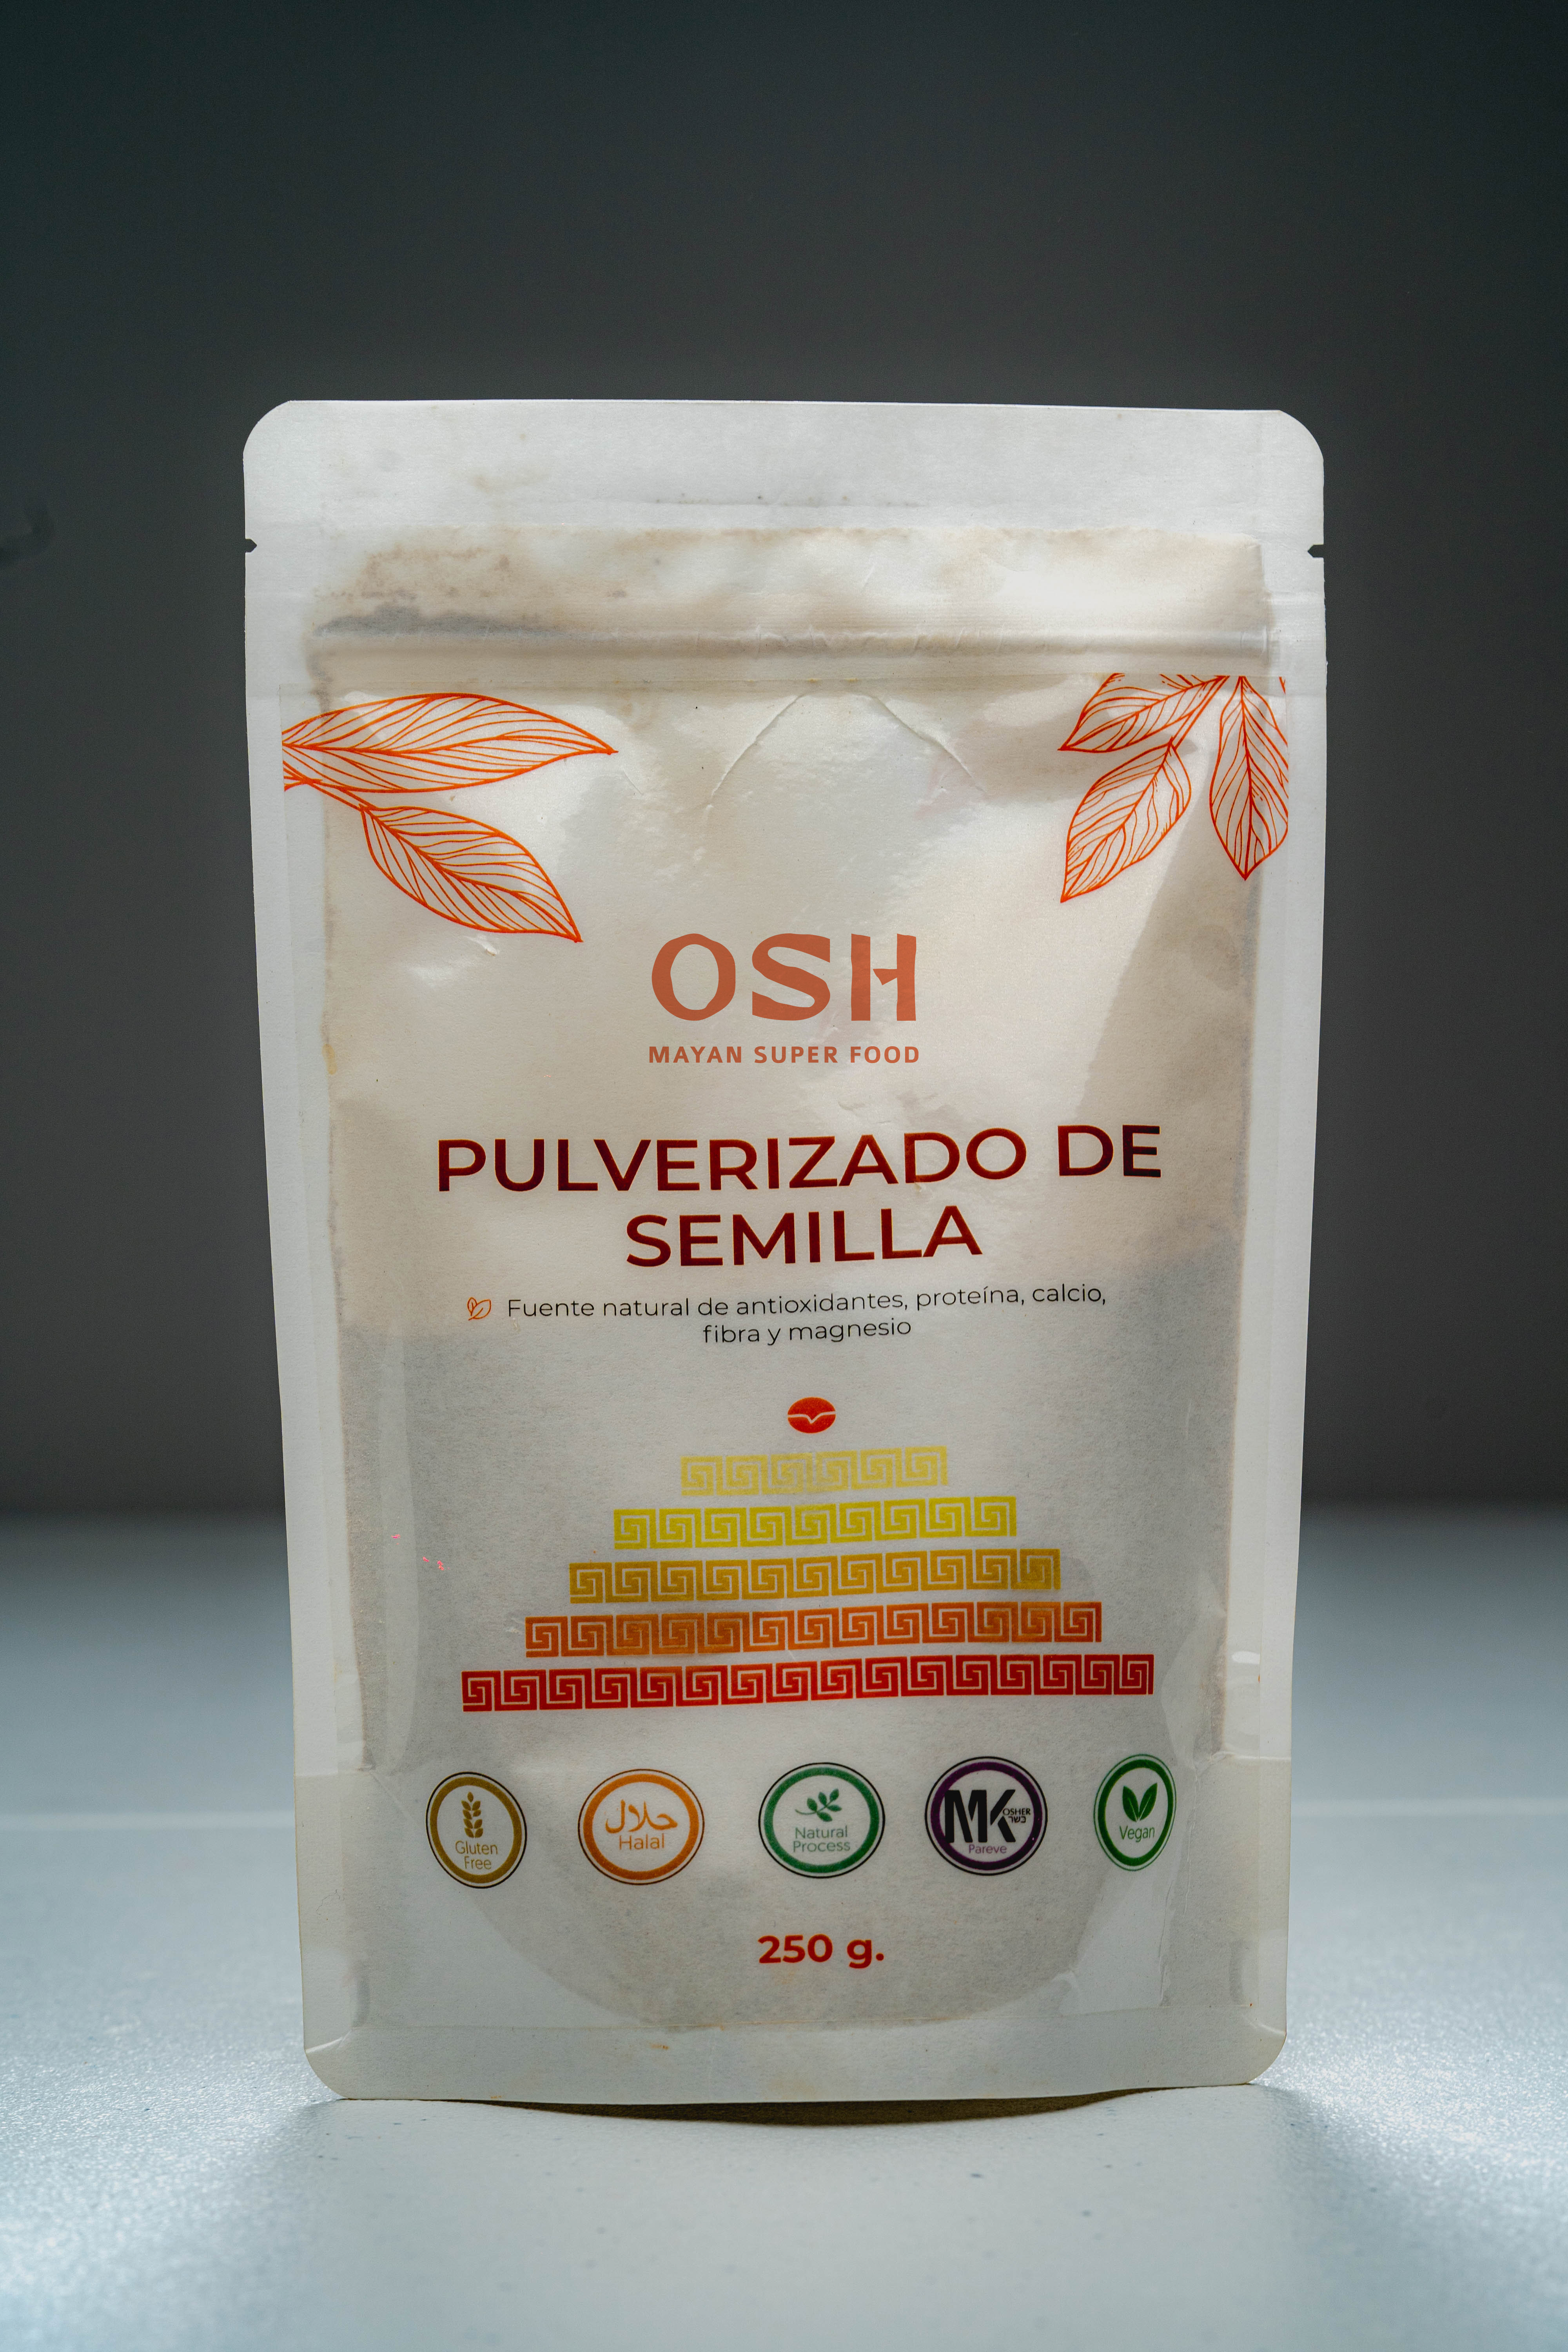 OSH
MAYAN SUPER FOOD
PULVERIZADO DE
SEMILLA
Fuente natural de antioxidantes, proteína, calcio,
fibra y magnesio
Gluten
Free
حلال
Halal
Natural
Process
MK
OSHER
כשר
Pareve
Vegan
250 g.